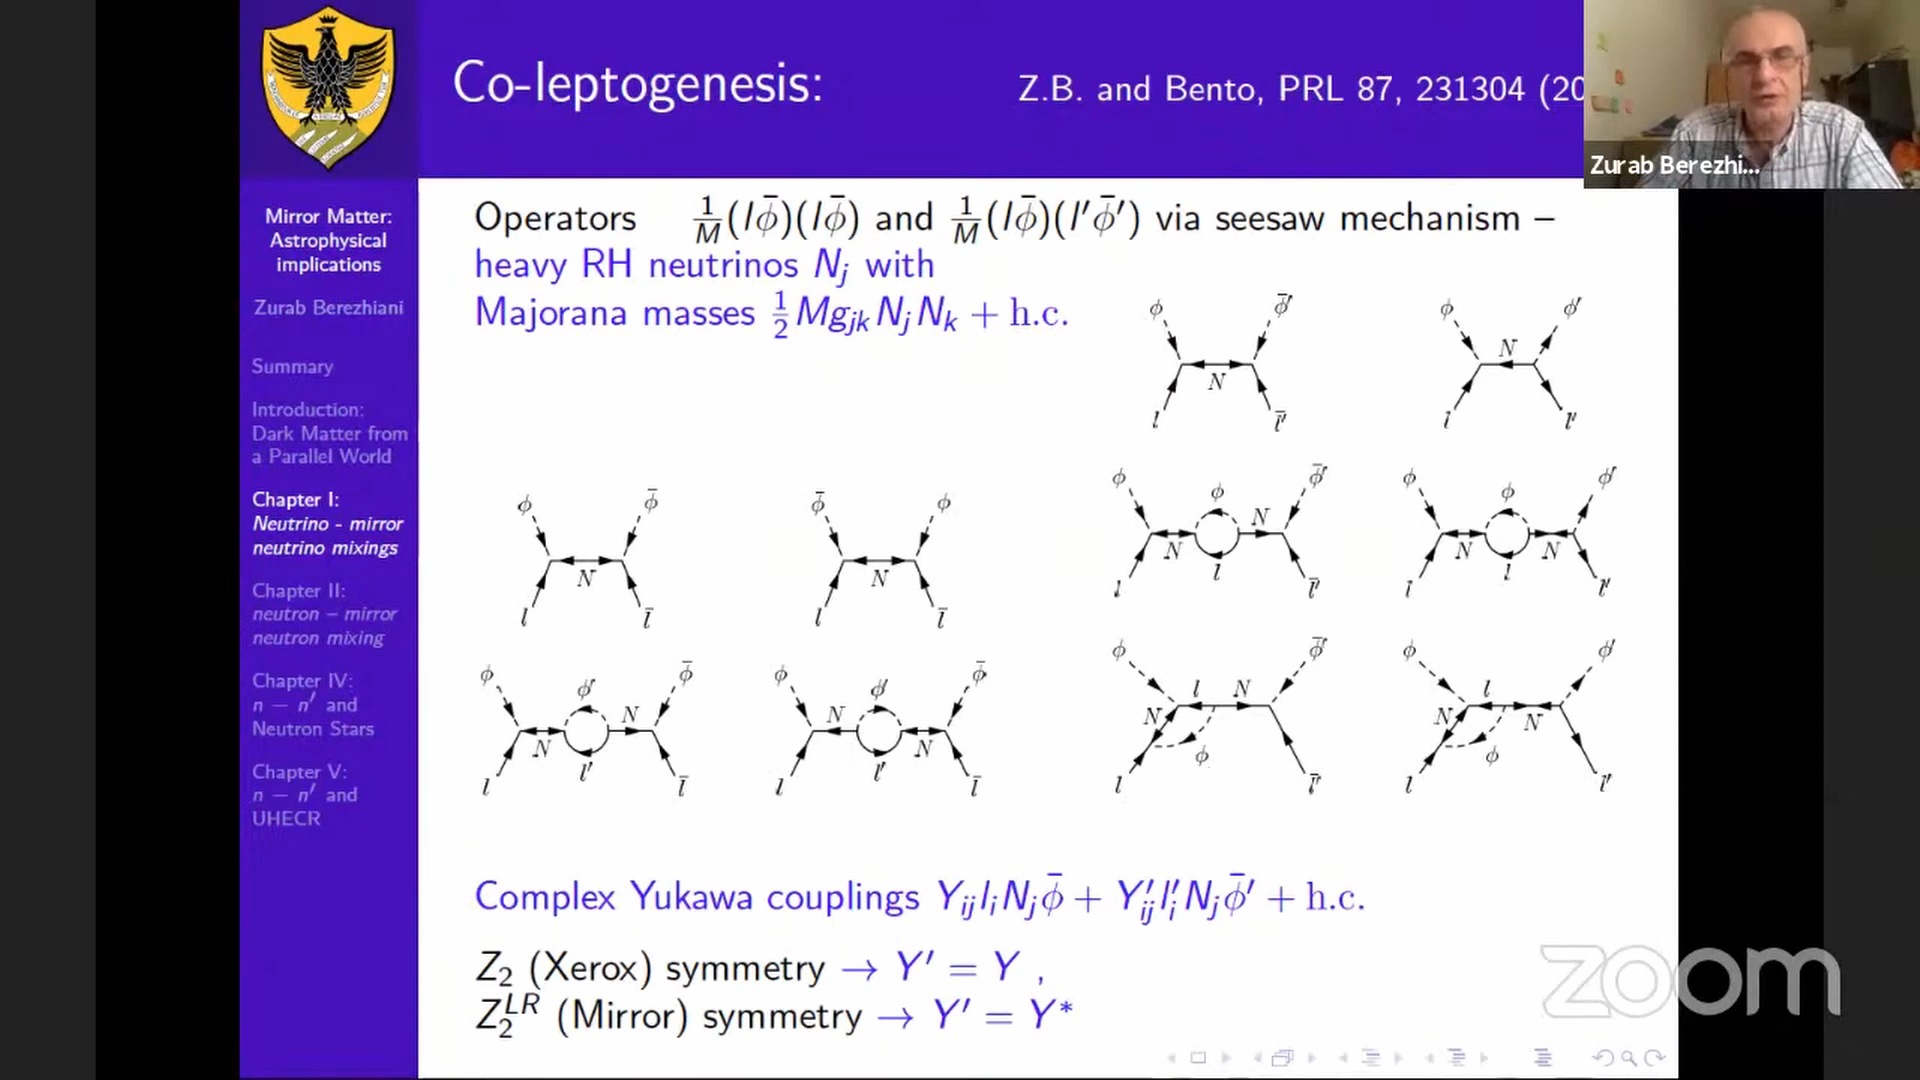 Co-leptogenesis:
Z.B. and Bento, PRL 87, 231304 (20
Zurab Berezhi...
Mirror Matter:
Astrophysical
implications
Zurab Berezhiani
Summary
Introduction:
Dark Matter from
a Parallel World
Chapter I:
Neutrino - mirror
neutrino mixings
Chapter II:
neutron – mirror
neutron mixing
Chapter IV:
n − n′ and
Neutron Stars
Chapter V:
n − n′ and
UHECR
Operators 1/M (lϕ̄)(lϕ̄) and 1/M (lϕ̄)(l′ϕ̄′) via seesaw mechanism –
heavy RH neutrinos N_j with
Majorana masses ½ M g_jk N_j N_k + h.c.
ϕ ϕ̄′ N l l̄′
ϕ ϕ′ N l l′
ϕ ϕ̄ N l l̄
ϕ̄ ϕ N l l̄
ϕ ϕ̄′ ϕ N N l l l̄′
ϕ ϕ′ ϕ N N l l l′
ϕ ϕ̄ ϕ′ N N l l′ l̄
ϕ ϕ̄ ϕ′ N N l l′ l̄
ϕ ϕ̄′ l N N ϕ l l̄′
ϕ ϕ′ l N N ϕ l l′
Complex Yukawa couplings Y_ij l_i N_j ϕ̄ + Y′_ij l′_i N_j ϕ̄′ + h.c.
Z₂ (Xerox) symmetry → Y′ = Y ,
Z₂^LR (Mirror) symmetry → Y′ = Y*
zoom